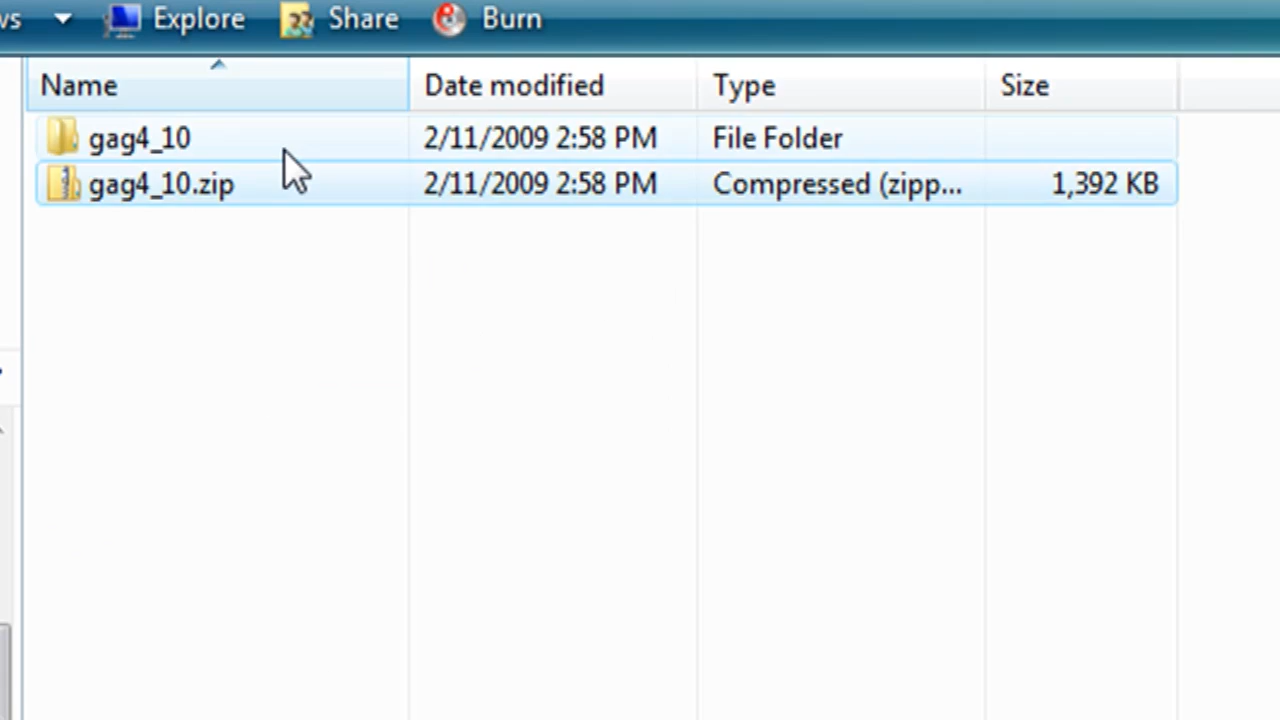 ws Explore Share Burn
Name Date modified Type Size
gag4_10 2/11/2009 2:58 PM File Folder
gag4_10.zip 2/11/2009 2:58 PM Compressed (zipp... 1,392 KB